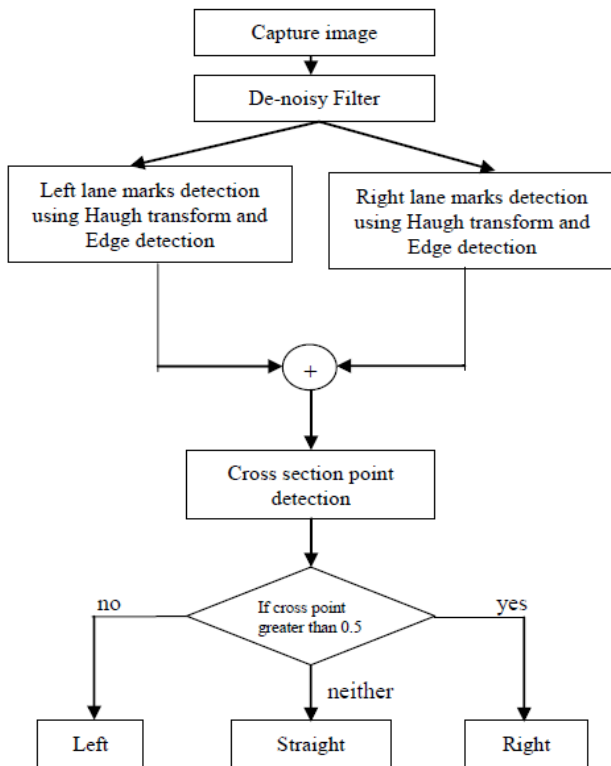 Capture image
De-noisy Filter
Left lane marks detection
using Haugh transform and
Edge detection
Right lane marks detection
using Haugh transform and
Edge detection
+
Cross section point
detection
If cross point
greater than 0.5
no
yes
neither
Left
Straight
Right